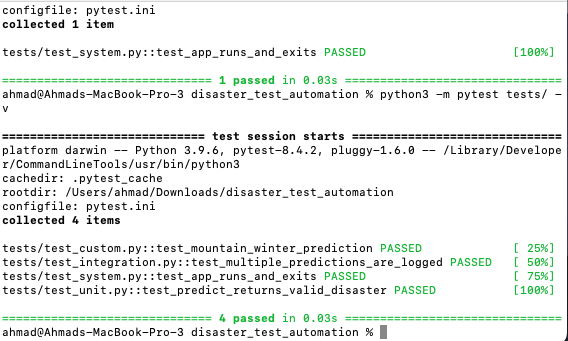 configfile: pytest.ini
collected 1 item
tests/test_system.py::test_app_runs_and_exits PASSED [100%]
============================== 1 passed in 0.03s ===============================
ahmad@Ahmads-MacBook-Pro-3 disaster_test_automation % python3 -m pytest tests/ -
v
============================= test session starts ==============================
platform darwin -- Python 3.9.6, pytest-8.4.2, pluggy-1.6.0 -- /Library/Develope
r/CommandLineTools/usr/bin/python3
cachedir: .pytest_cache
rootdir: /Users/ahmad/Downloads/disaster_test_automation
configfile: pytest.ini
collected 4 items
tests/test_custom.py::test_mountain_winter_prediction PASSED [ 25%]
tests/test_integration.py::test_multiple_predictions_are_logged PASSED [ 50%]
tests/test_system.py::test_app_runs_and_exits PASSED [ 75%]
tests/test_unit.py::test_predict_returns_valid_disaster PASSED [100%]
============================== 4 passed in 0.03s ===============================
ahmad@Ahmads-MacBook-Pro-3 disaster_test_automation %